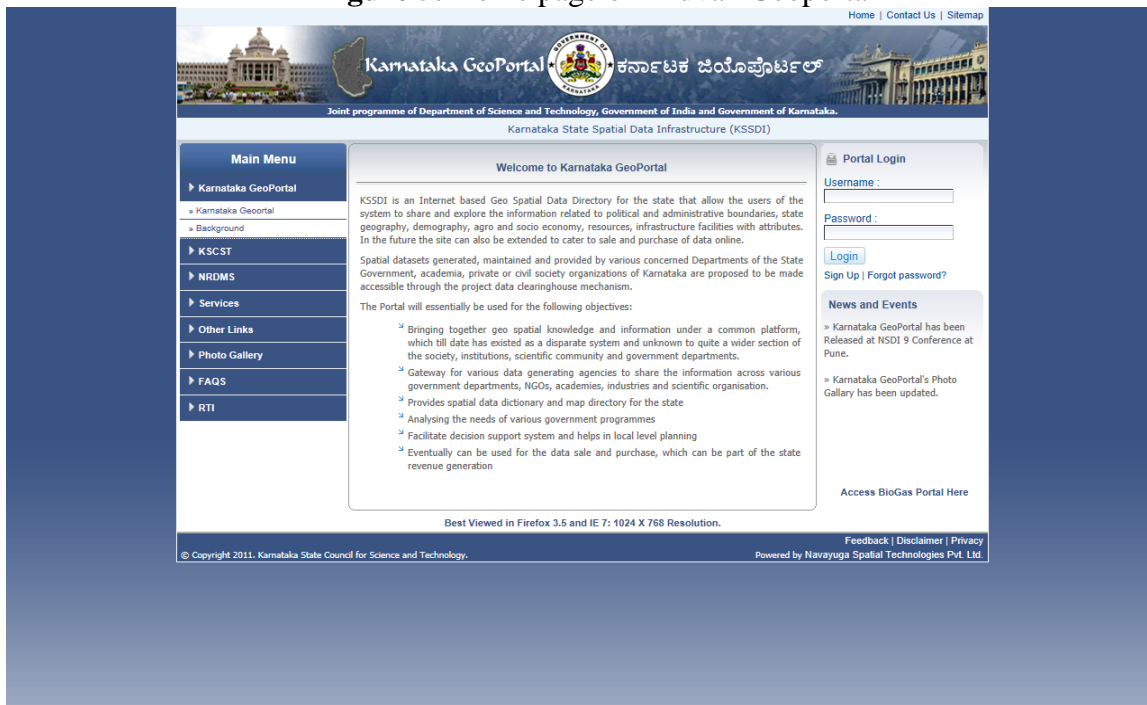 Home | Contact Us | Sitemap
Karnataka GeoPortal ಕರ್ನಾಟಕ ಜಿಯೊಪೊರ್ಟಲ್
Joint programme of Department of Science and Technology, Government of India and Government of Karnataka.
Karnataka State Spatial Data Infrastructure (KSSDI)
Main Menu
Karnataka GeoPortal
» Karnataka Geoortal
» Background
KSCST
NRDMS
Services
Other Links
Photo Gallery
FAQS
RTI
Welcome to Karnataka GeoPortal
KSSDI is an Internet based Geo Spatial Data Directory for the state that allow the users of the
system to share and explore the information related to political and administrative boundaries, state
geography, demography, agro and socio economy, resources, infrastructure facilities with attributes.
In the future the site can also be extended to cater to sale and purchase of data online.
Spatial datasets generated, maintained and provided by various concerned Departments of the State
Government, academia, private or civil society organizations of Karnataka are proposed to be made
accessible through the project data clearinghouse mechanism.
The Portal will essentially be used for the following objectives:
Bringing together geo spatial knowledge and information under a common platform,
which till date has existed as a disparate system and unknown to quite a wider section of
the society, institutions, scientific community and government departments.
Gateway for various data generating agencies to share the information across various
government departments, NGOs, academies, industries and scientific organisation.
Provides spatial data dictionary and map directory for the state
Analysing the needs of various government programmes
Facilitate decision support system and helps in local level planning
Eventually can be used for the data sale and purchase, which can be part of the state
revenue generation
Portal Login
Username :
Password :
Login
Sign Up | Forgot password?
News and Events
» Karnataka GeoPortal has been
Released at NSDI 9 Conference at
Pune.
» Karnataka GeoPortal's Photo
Gallary has been updated.
Access BioGas Portal Here
Best Viewed in Firefox 3.5 and IE 7: 1024 X 768 Resolution.
Feedback | Disclaimer | Privacy
© Copyright 2011. Karnataka State Council for Science and Technology.
Powered by Navayuga Spatial Technologies Pvt. Ltd.